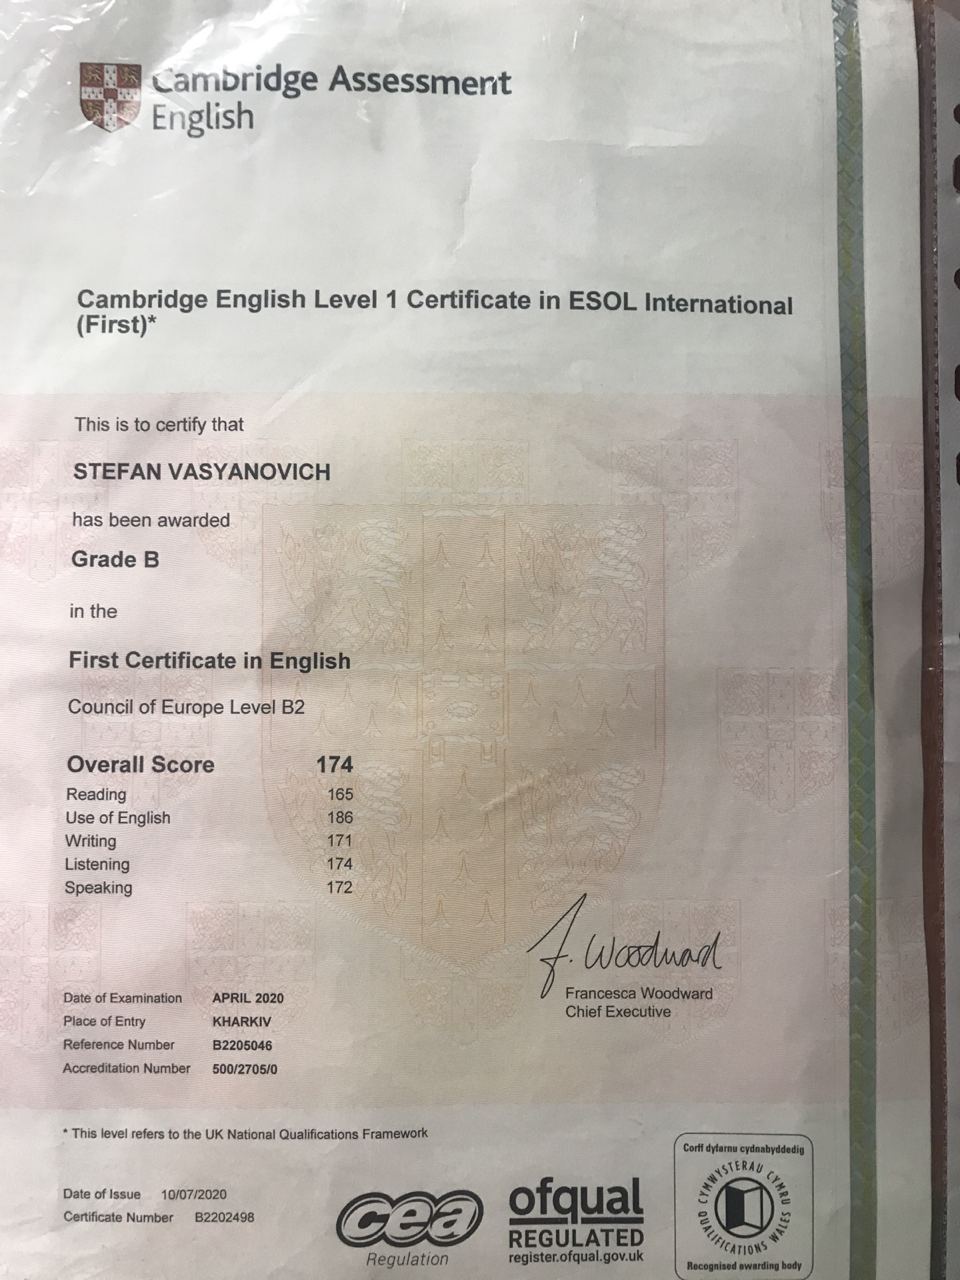 Cambridge Assessment
English
Cambridge English Level 1 Certificate in ESOL International
(First)*
This is to certify that
STEFAN VASYANOVICH
has been awarded
Grade B
in the
First Certificate in English
Council of Europe Level B2
Overall Score 174
Reading 165
Use of English 186
Writing 171
Listening 174
Speaking 172
F. Woodward
Francesca Woodward
Chief Executive
Date of Examination APRIL 2020
Place of Entry KHARKIV
Reference Number B2205046
Accreditation Number 500/2705/0
* This level refers to the UK National Qualifications Framework
Date of Issue 10/07/2020
Certificate Number B2202498
cea
Regulation
ofqual
REGULATED
register.ofqual.gov.uk
Corff dyfarnu cydnabyddedig
CYMWYSTERAU CYMRU
QUALIFICATIONS WALES
Recognised awarding body